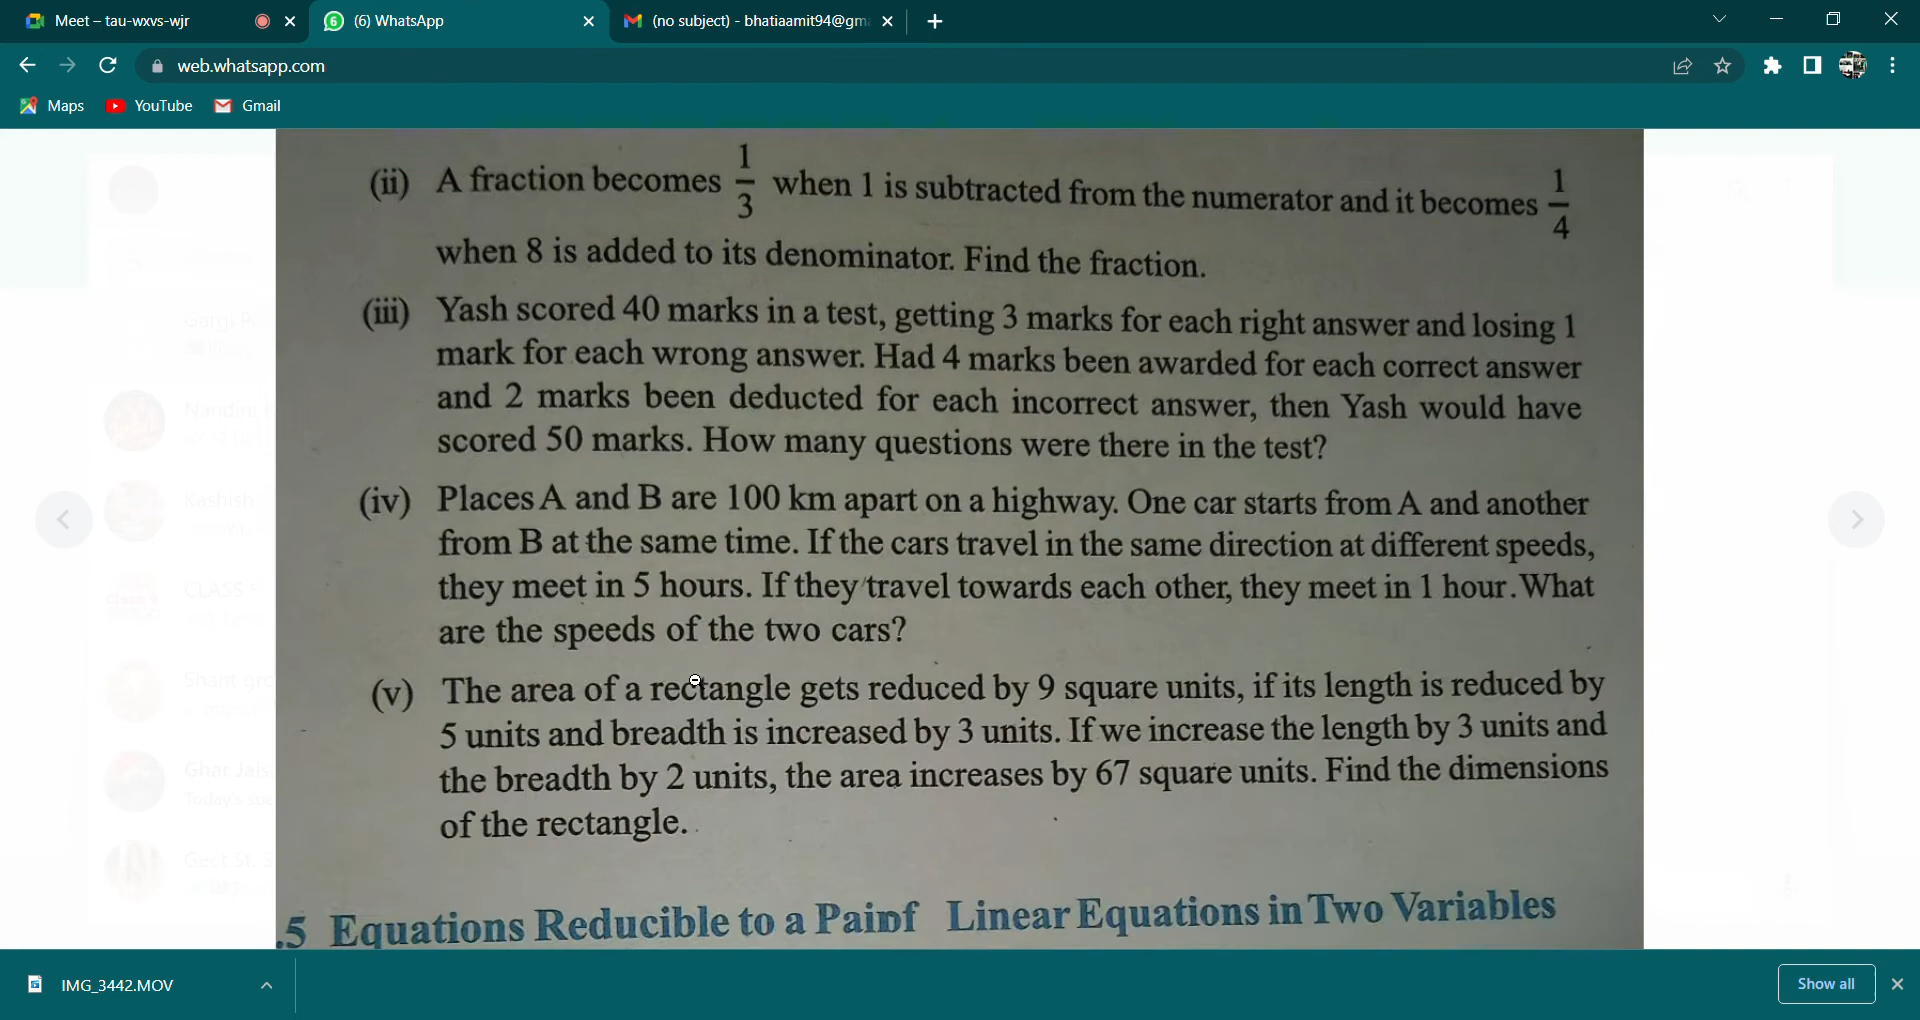 Meet – tau-wxvs-wjr
(6) WhatsApp
(no subject) - bhatiaamit94@gm
web.whatsapp.com
Maps
YouTube
Gmail
(ii) A fraction becomes 1/3 when 1 is subtracted from the numerator and it becomes 1/4
when 8 is added to its denominator. Find the fraction.
(iii) Yash scored 40 marks in a test, getting 3 marks for each right answer and losing 1
mark for each wrong answer. Had 4 marks been awarded for each correct answer
and 2 marks been deducted for each incorrect answer, then Yash would have
scored 50 marks. How many questions were there in the test?
(iv) Places A and B are 100 km apart on a highway. One car starts from A and another
from B at the same time. If the cars travel in the same direction at different speeds,
they meet in 5 hours. If they travel towards each other, they meet in 1 hour. What
are the speeds of the two cars?
(v) The area of a rectangle gets reduced by 9 square units, if its length is reduced by
5 units and breadth is increased by 3 units. If we increase the length by 3 units and
the breadth by 2 units, the area increases by 67 square units. Find the dimensions
of the rectangle.
.5 Equations Reducible to a Linear Equations in Two Variables
Nandini
Kashish
CLASS
Shant gro
Ghar Jais
IMG_3442.MOV
Show all